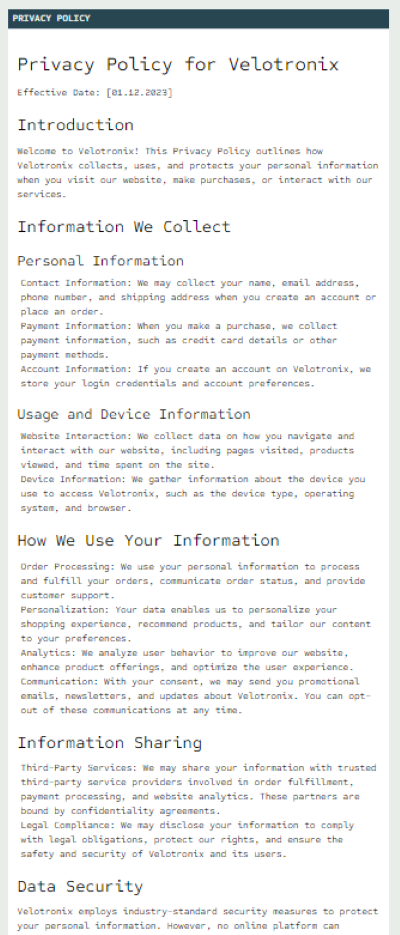 PRIVACY POLICY
Privacy Policy for Velotronix
Effective Date: [01.12.2023]
Introduction
Welcome to Velotronix! This Privacy Policy outlines how
Velotronix collects, uses, and protects your personal information
when you visit our website, make purchases, or interact with our
services.
Information We Collect
Personal Information
Contact Information: We may collect your name, email address,
phone number, and shipping address when you create an account or
place an order.
Payment Information: When you make a purchase, we collect
payment information, such as credit card details or other
payment methods.
Account Information: If you create an account on Velotronix, we
store your login credentials and account preferences.
Usage and Device Information
Website Interaction: We collect data on how you navigate and
interact with our website, including pages visited, products
viewed, and time spent on the site.
Device Information: We gather information about the device you
use to access Velotronix, such as the device type, operating
system, and browser.
How We Use Your Information
Order Processing: We use your personal information to process
and fulfill your orders, communicate order status, and provide
customer support.
Personalization: Your data enables us to personalize your
shopping experience, recommend products, and tailor our content
to your preferences.
Analytics: We analyze user behavior to improve our website,
enhance product offerings, and optimize the user experience.
Communication: With your consent, we may send you promotional
emails, newsletters, and updates about Velotronix. You can opt-
out of these communications at any time.
Information Sharing
Third-Party Services: We may share your information with trusted
third-party service providers involved in order fulfillment,
payment processing, and website analytics. These partners are
bound by confidentiality agreements.
Legal Compliance: We may disclose your information to comply
with legal obligations, protect our rights, and ensure the
safety and security of Velotronix and its users.
Data Security
Velotronix employs industry-standard security measures to protect
your personal information. However, no online platform can